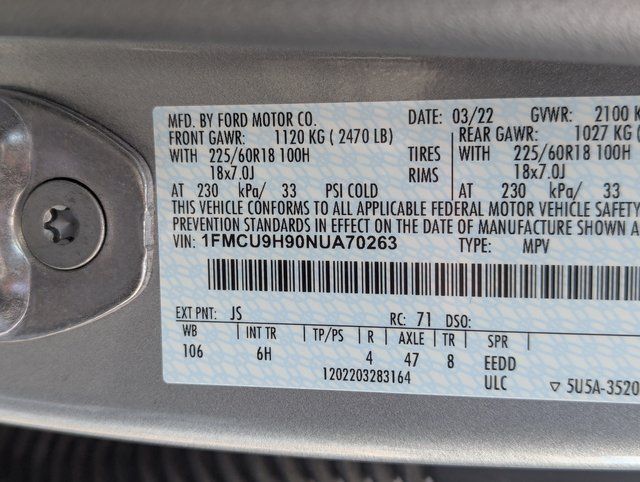 MFD. BY FORD MOTOR CO. DATE: 03/22 GVWR: 2100 K
FRONT GAWR: 1120 KG ( 2470 LB) REAR GAWR: 1027 KG
WITH 225/60R18 100H TIRES WITH 225/60R18 100H
18x7.0J RIMS 18x7.0J
AT 230 kPa/ 33 PSI COLD AT 230 kPa/ 33
THIS VEHICLE CONFORMS TO ALL APPLICABLE FEDERAL MOTOR VEHICLE SAFETY
PREVENTION STANDARDS IN EFFECT ON THE DATE OF MANUFACTURE SHOWN A
VIN: 1FMCU9H90NUA70263 TYPE: MPV
EXT PNT: JS RC: 71 DSO:
WB INT TR TP/PS R AXLE TR SPR
106 6H 4 47 8 EEDD
1202203283164 ULC ▽ 5U5A-3520